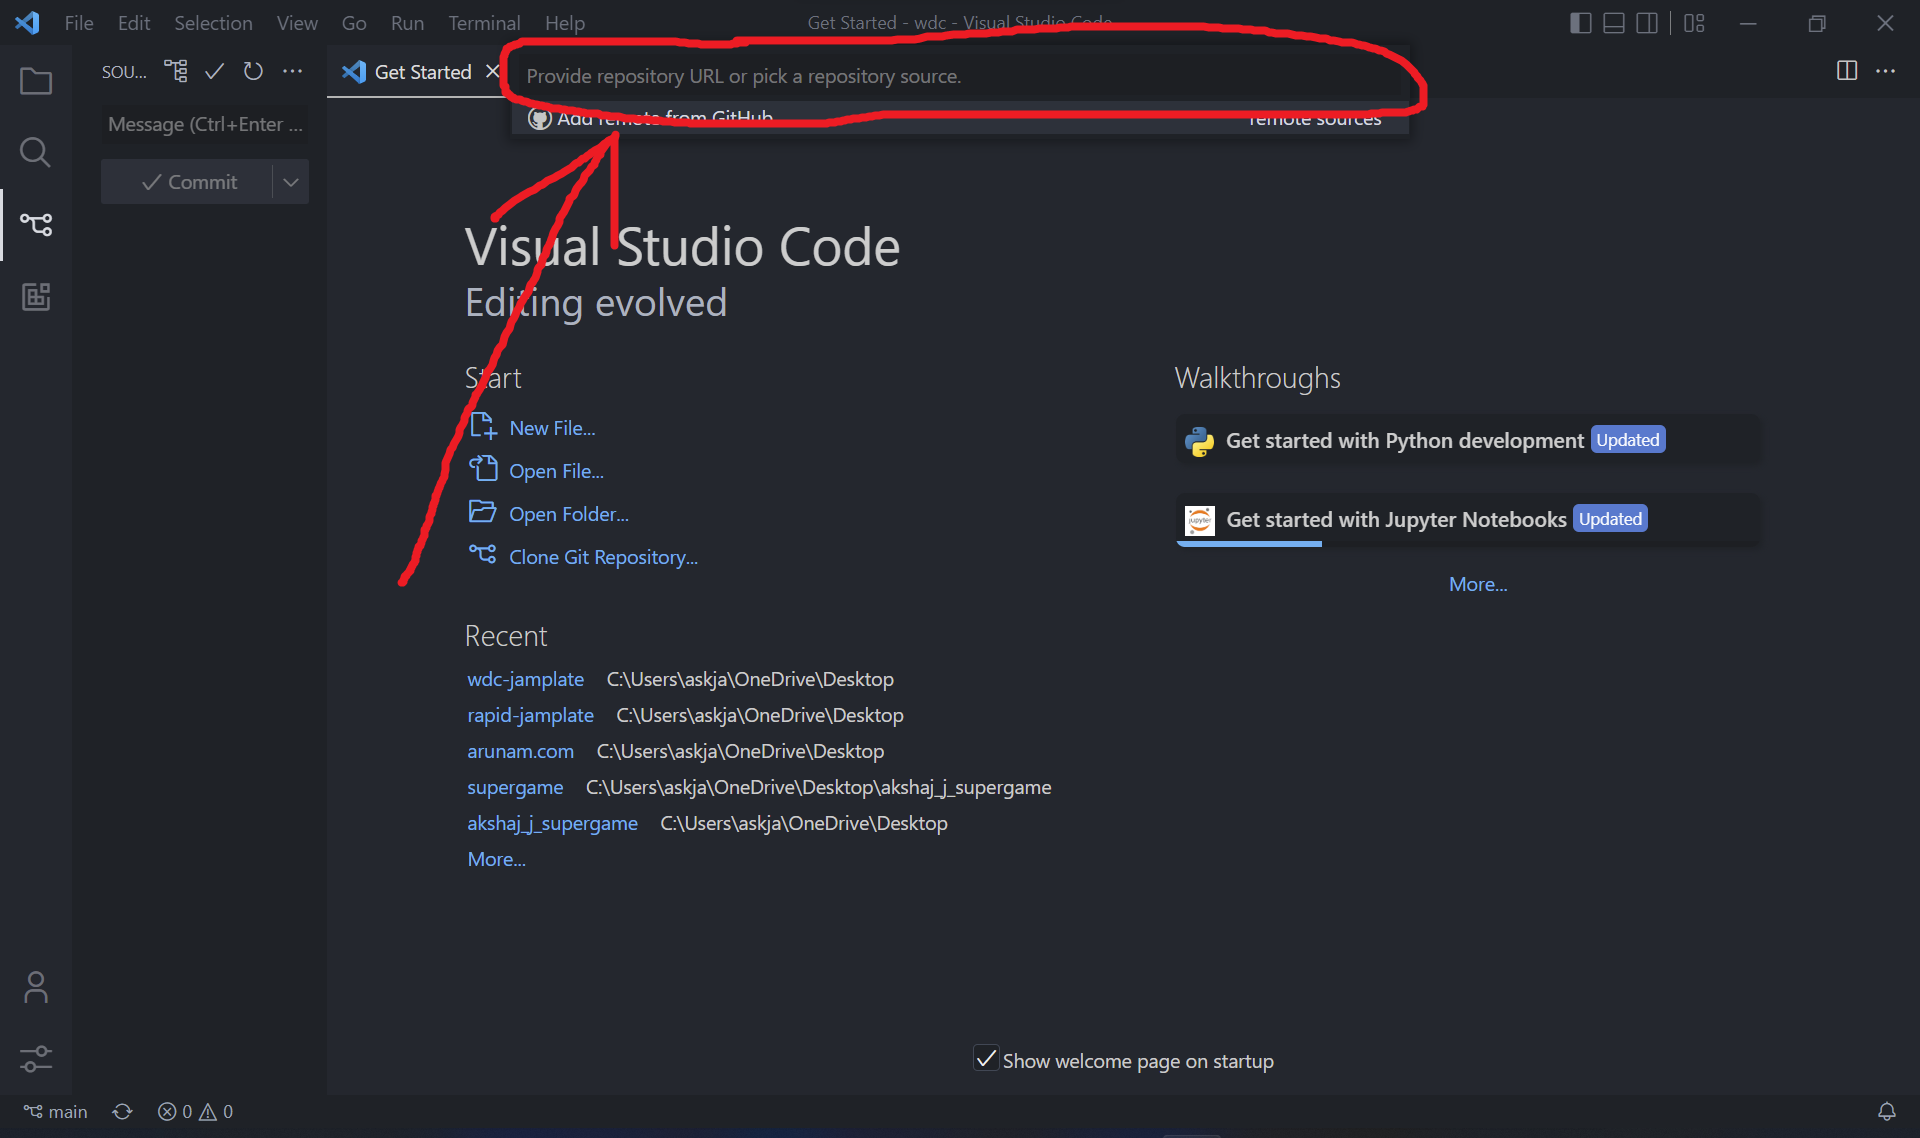 File Edit Selection View Go Run Terminal Help
Get Started - wdc - Visual Studio Code
SOU...
Get Started
Provide repository URL or pick a repository source.
Add remote from GitHub remote sources
Message (Ctrl+Enter ...
Commit
Visual Studio Code
Editing evolved
Start
New File...
Open File...
Open Folder...
Clone Git Repository...
Walkthroughs
Get started with Python development Updated
jupyter
Get started with Jupyter Notebooks Updated
More...
Recent
wdc-jamplate C:\Users\askja\OneDrive\Desktop
rapid-jamplate C:\Users\askja\OneDrive\Desktop
arunam.com C:\Users\askja\OneDrive\Desktop
supergame C:\Users\askja\OneDrive\Desktop\akshaj_j_supergame
akshaj_j_supergame C:\Users\askja\OneDrive\Desktop
More...
Show welcome page on startup
main 0 0